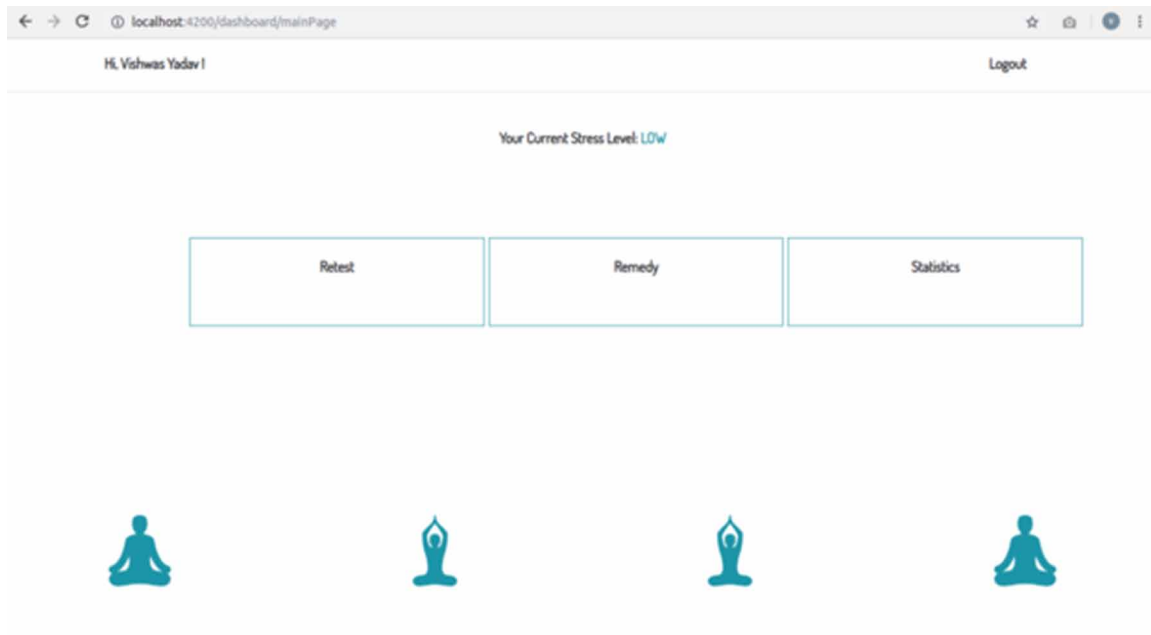 localhost:4200/dashboard/mainPage
Hi, Vishwas Yadav !
Logout
Your Current Stress Level: LOW
Retest
Remedy
Statistics